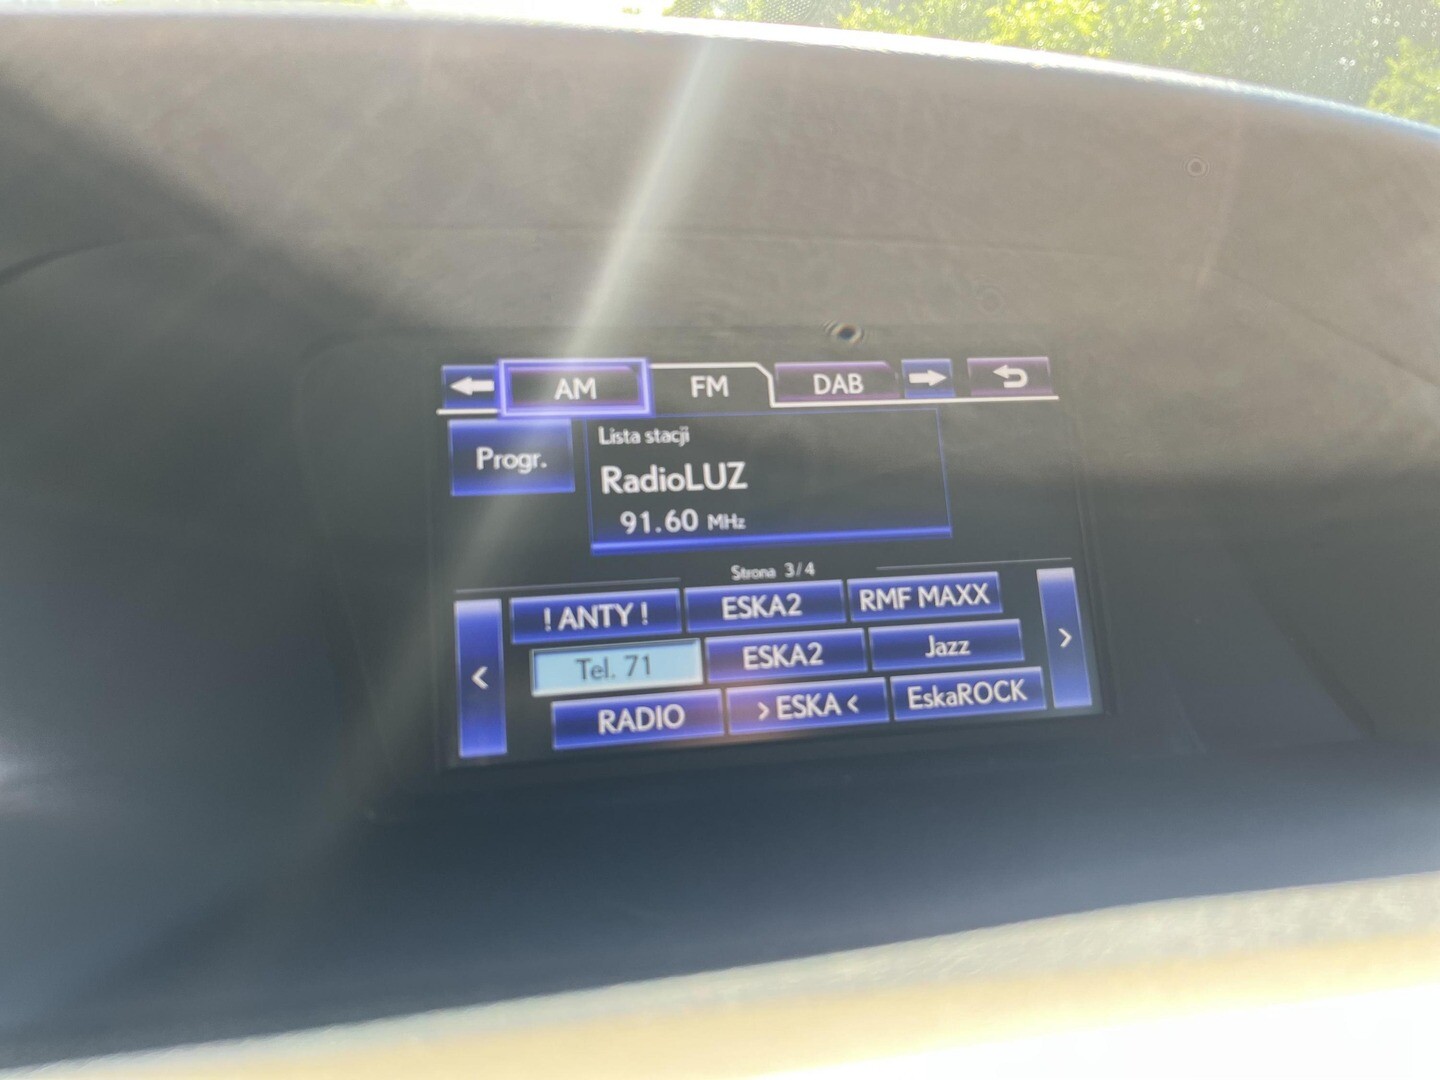 AM FM DAB
Progr.
Lista stacji
RadioLUZ
91.60 MHz
Strona 3/4
! ANTY ! ESKA2 RMF MAXX
Tel. 71 ESKA2 Jazz
RADIO >ESKA< EskaROCK